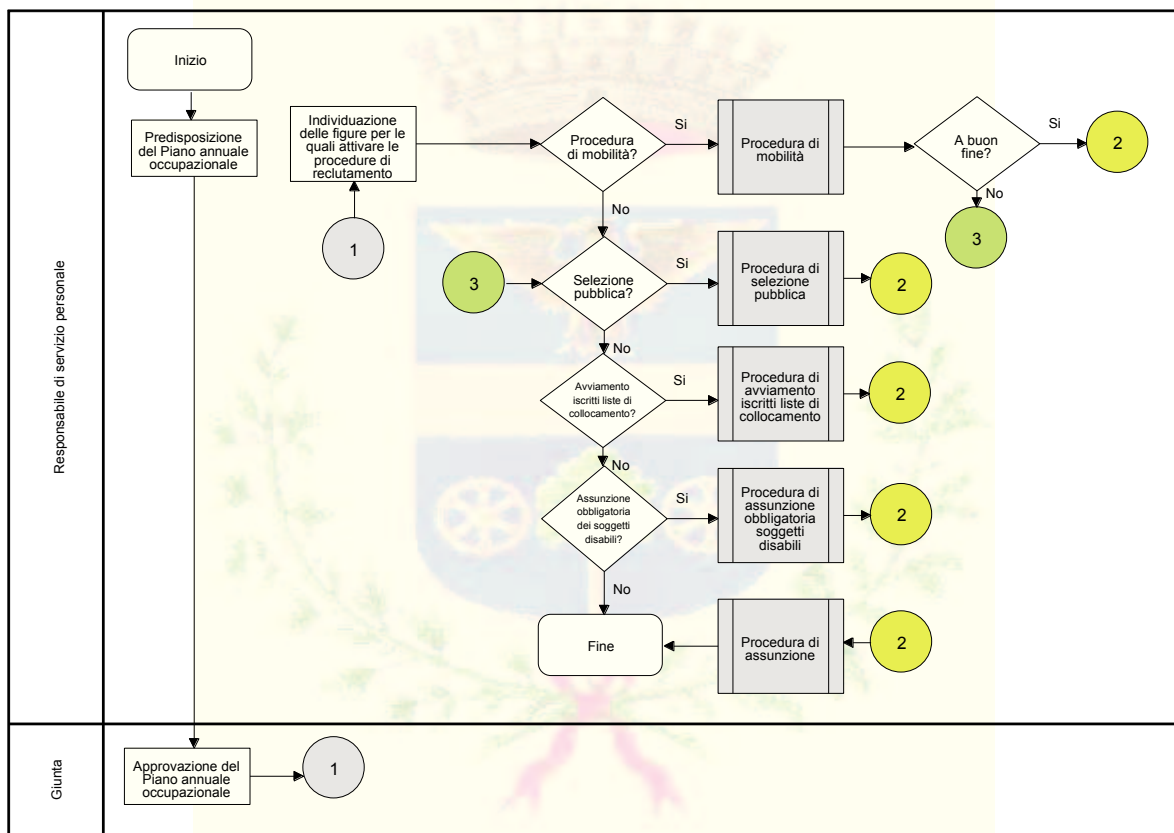 Responsabile di servizio personale
Inizio
Predisposizione
del Piano annuale
occupazionale
Individuazione
delle figure per le
quali attivare le
procedure di
reclutamento
1
Procedura
di mobilità?
Si
Procedura di
mobilità
A buon
fine?
Si
2
No
3
No
3
Selezione
pubblica?
Si
Procedura di
selezione
pubblica
2
No
Avviamento
iscritti liste di
collocamento?
Si
Procedura di
avviamento
iscritti liste di
collocamento
2
No
Assunzione
obbligatoria
dei soggetti
disabili?
Si
Procedura di
assunzione
obbligatoria
soggetti
disabili
2
No
Fine
Procedura di
assunzione
2
Giunta
Approvazione del
Piano annuale
occupazionale
1